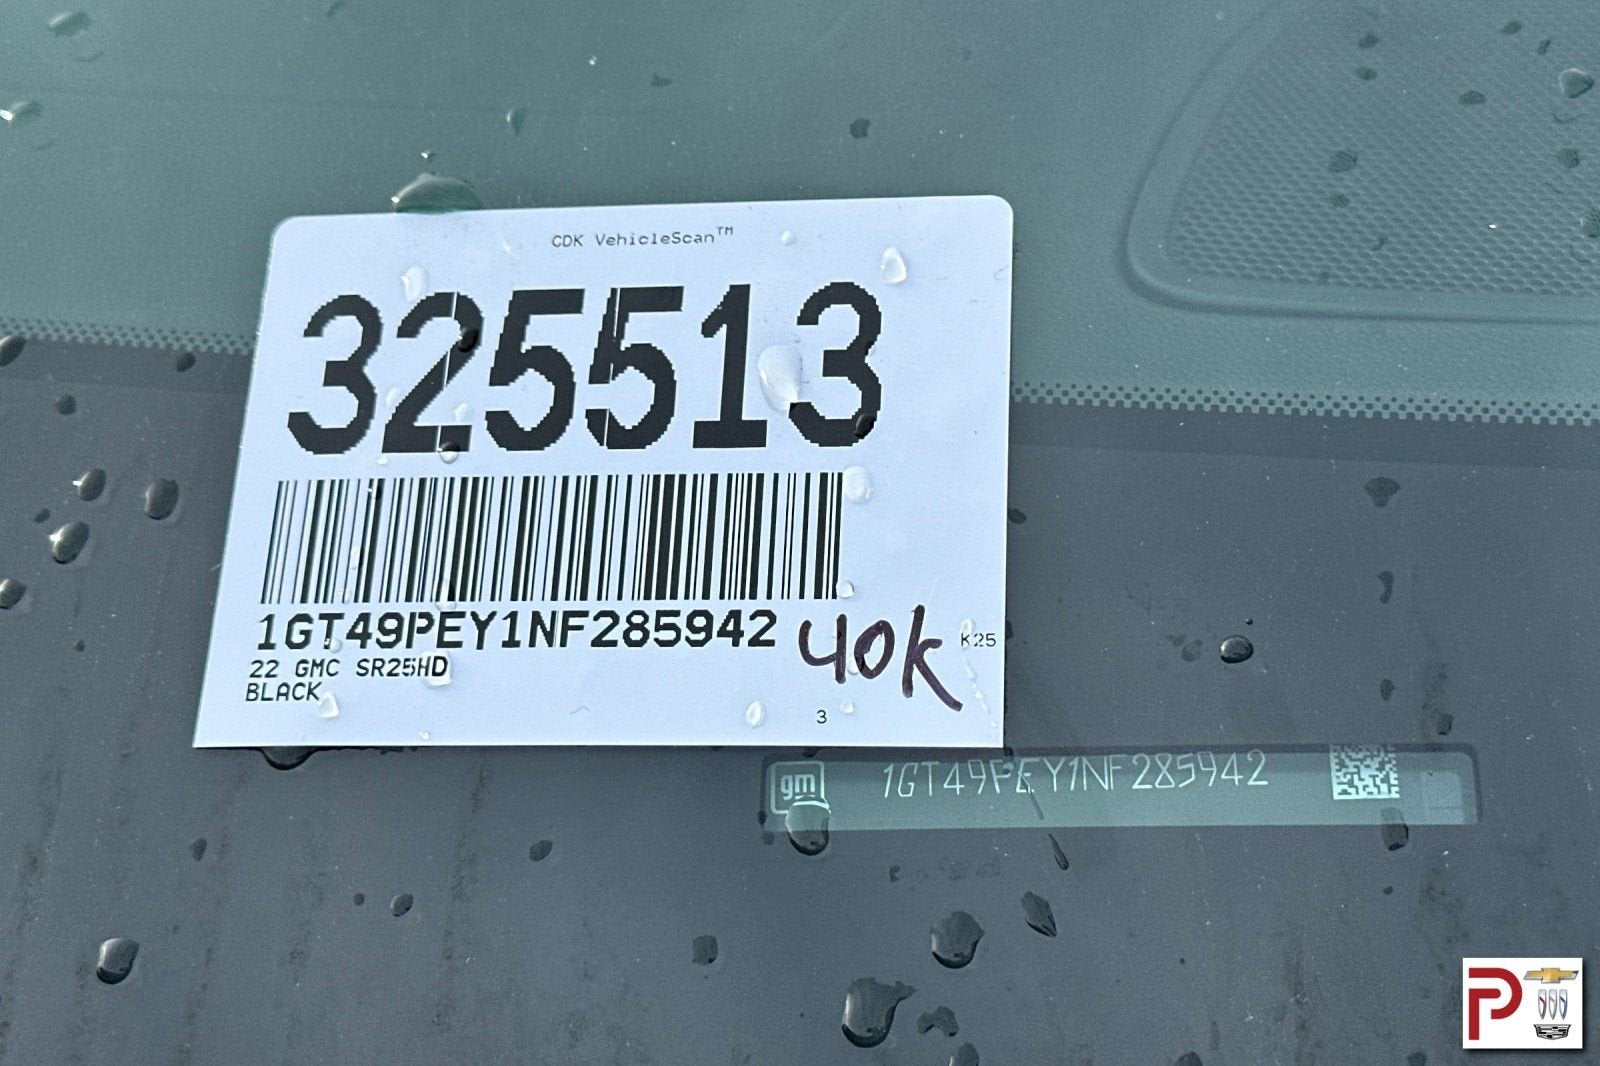 CDK VehicleScan™
325513
1GT49PEY1NF285942
40k
K25
22 GMC SR25HD
BLACK
3
gm
1GT49PEY1NF285942
P